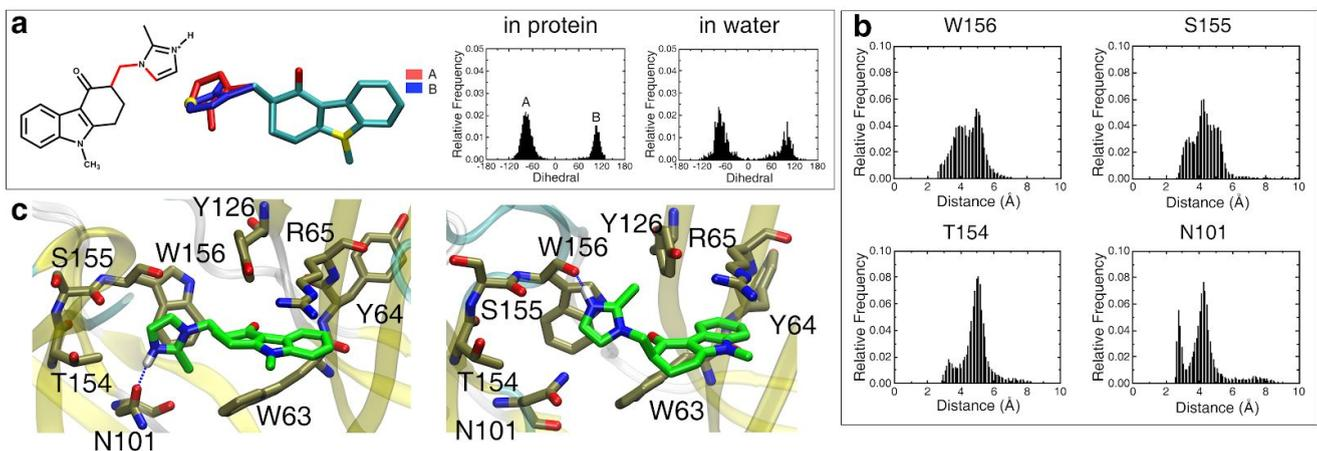 a
in protein
in water
O
N
N⁺
H
N
CH₃
A
B
Relative Frequency
0.05
0.04
0.03
0.02
0.01
0.00
A
B
-180 -120 -60 0 60 120 180
Dihedral
Relative Frequency
0.05
0.04
0.03
0.02
0.01
0.00
-180 -120 -60 0 60 120 180
Dihedral
b
W156
Relative Frequency
0.10
0.08
0.06
0.04
0.02
0.00
0 2 4 6 8 10
Distance (Å)
S155
Relative Frequency
0.10
0.08
0.06
0.04
0.02
0.00
0 2 4 6 8 10
Distance (Å)
T154
Relative Frequency
0.10
0.08
0.06
0.04
0.02
0.00
0 2 4 6 8 10
Distance (Å)
N101
Relative Frequency
0.10
0.08
0.06
0.04
0.02
0.00
0 2 4 6 8 10
Distance (Å)
c
Y126
W156
R65
S155
Y64
T154
W63
N101
Y126
W156
R65
S155
Y64
T154
W63
N101